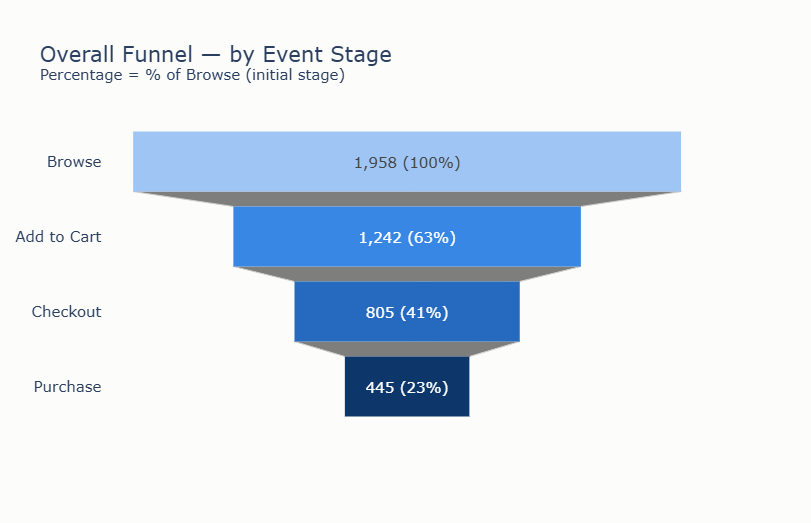 Overall Funnel — by Event Stage
Percentage = % of Browse (initial stage)
Browse
1,958 (100%)
Add to Cart
1,242 (63%)
Checkout
805 (41%)
Purchase
445 (23%)